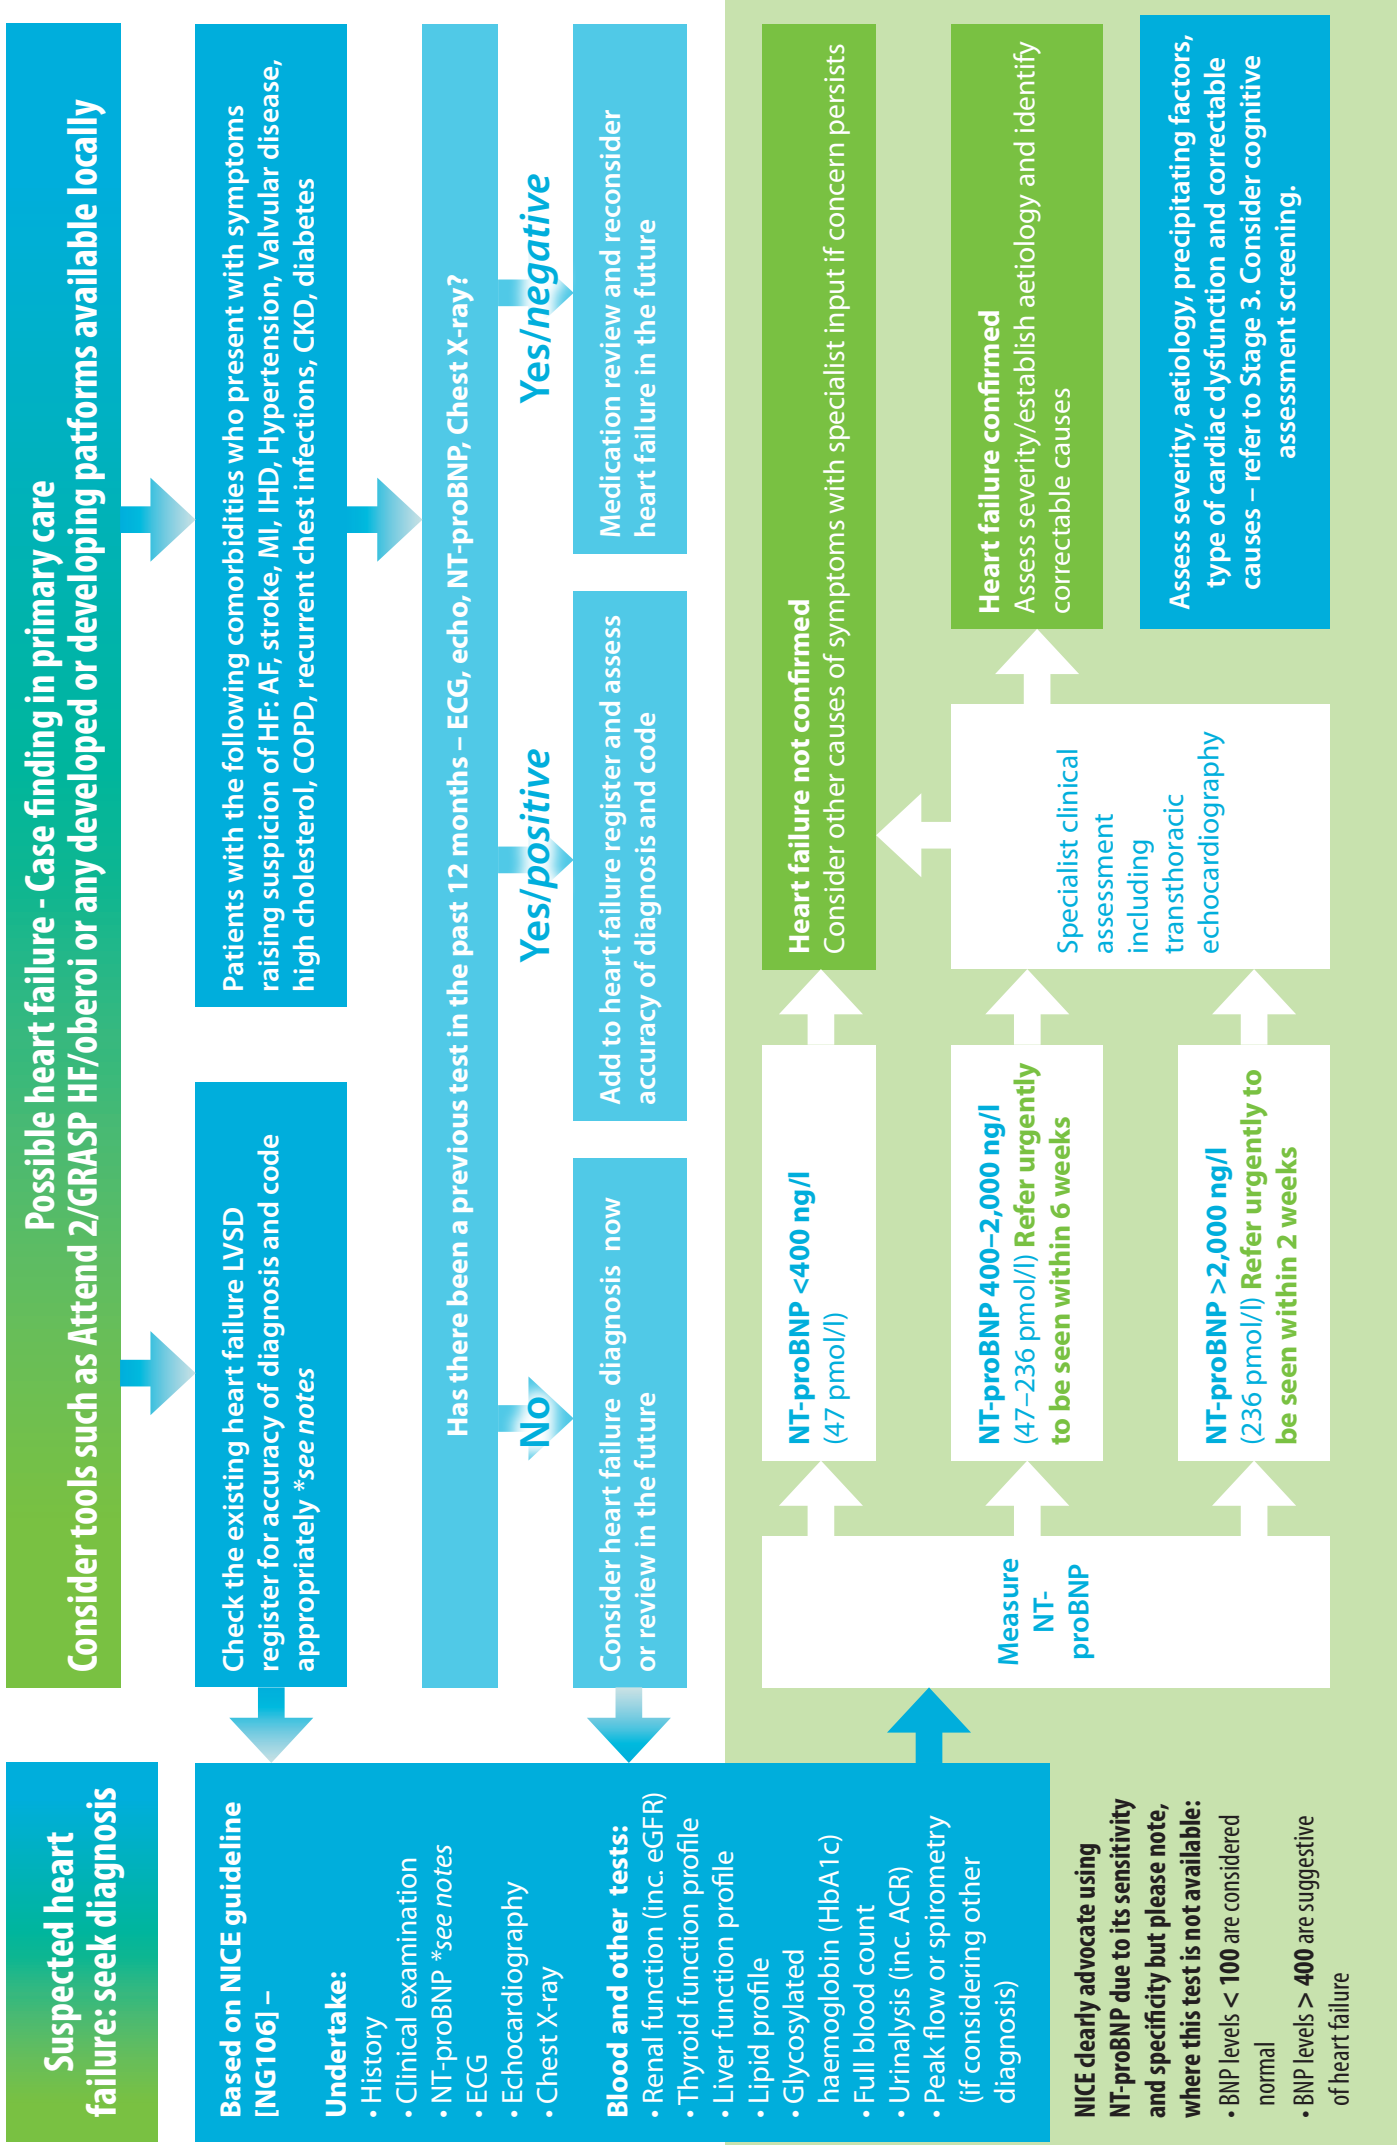 Suspected heart
failure: seek diagnosis
Possible heart failure - Case finding in primary care
Consider tools such as Attend 2/GRASP HF/oberoi or any developed or developing patforms available locally
Based on NICE guideline
[NG106] –
Undertake:
• History
• Clinical examination
• NT-proBNP *see notes
• ECG
• Echocardiography
• Chest X-ray
Blood and other tests:
• Renal function (inc. eGFR)
• Thyroid function profile
• Liver function profile
• Lipid profile
• Glycosylated
haemoglobin (HbA1c)
• Full blood count
• Urinalysis (inc. ACR)
• Peak flow or spirometry
(if considering other
diagnosis)
Check the existing heart failure LVSD
register for accuracy of diagnosis and code
appropriately *see notes
Patients with the following comorbidities who present with symptoms
raising suspicion of HF: AF, stroke, MI, IHD, Hypertension, Valvular disease,
high cholesterol, COPD, recurrent chest infections, CKD, diabetes
Has there been a previous test in the past 12 months – ECG, echo, NT-proBNP, Chest X-ray?
No
Yes/positive
Yes/negative
Consider heart failure diagnosis now
or review in the future
Add to heart failure register and assess
accuracy of diagnosis and code
Medication review and reconsider
heart failure in the future
Measure
NT-
proBNP
NT-proBNP <400 ng/l
(47 pmol/l)
NT-proBNP 400–2,000 ng/l
(47–236 pmol/l) Refer urgently
to be seen within 6 weeks
NT-proBNP >2,000 ng/l
(236 pmol/l) Refer urgently to
be seen within 2 weeks
Heart failure not confirmed
Consider other causes of symptoms with specialist input if concern persists
Specialist clinical
assessment
including
transthoracic
echocardiography
Heart failure confirmed
Assess severity/establish aetiology and identify
correctable causes
Assess severity, aetiology, precipitating factors,
type of cardiac dysfunction and correctable
causes – refer to Stage 3. Consider cognitive
assessment screening.
NICE clearly advocate using
NT-proBNP due to its sensitivity
and specificity but please note,
where this test is not available:
• BNP levels < 100 are considered
normal
• BNP levels > 400 are suggestive
of heart failure